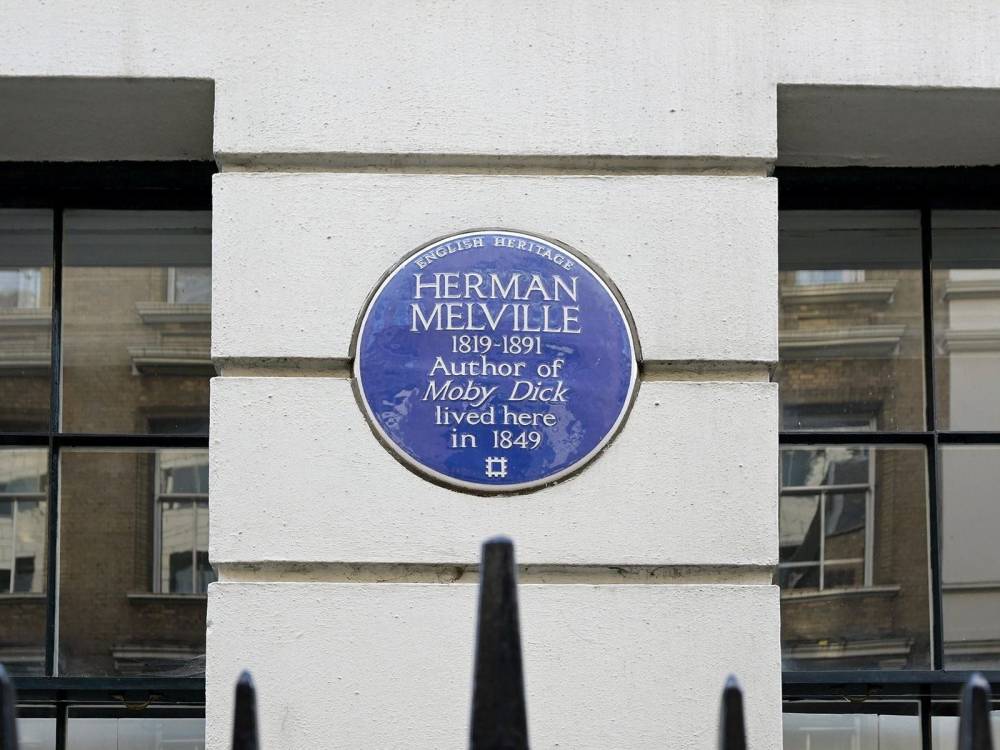 ENGLISH HERITAGE
HERMAN
MELVILLE
1819-1891
Author of
Moby Dick
lived here
in 1849